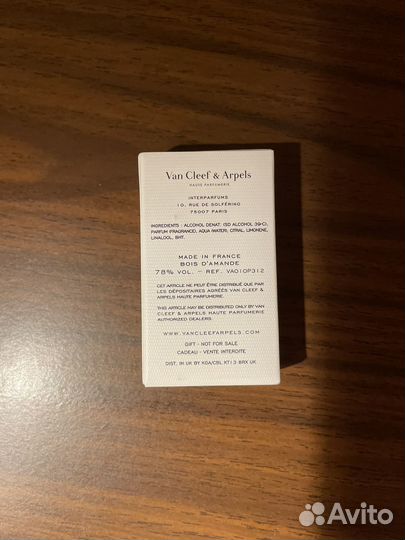 Van Cleef & Arpels
HAUTE PARFUMERIE
INTERPARFUMS
10, RUE DE SOLFÉRINO
75007 PARIS
INGREDIENTS : ALCOHOL DENAT. (SD ALCOHOL 39-C),
PARFUM (FRAGRANCE), AQUA (WATER), CITRAL, LIMONENE,
LINALOOL, BHT.
MADE IN FRANCE
BOIS D'AMANDE
78% VOL. – REF. VA010P312
CET ARTICLE NE PEUT ÊTRE DISTRIBUÉ QUE PAR
LES DÉPOSITAIRES AGRÉÉS VAN CLEEF &
ARPELS HAUTE PARFUMERIE.
THIS ARTICLE MAY BE DISTRIBUTED ONLY BY VAN
CLEEF & ARPELS HAUTE PARFUMERIE
AUTHORIZED DEALERS.
WWW.VANCLEEFARPELS.COM
GIFT - NOT FOR SALE
CADEAU - VENTE INTERDITE
DIST. IN UK BY KGA/CBL KT13 8RX UK.
Avito